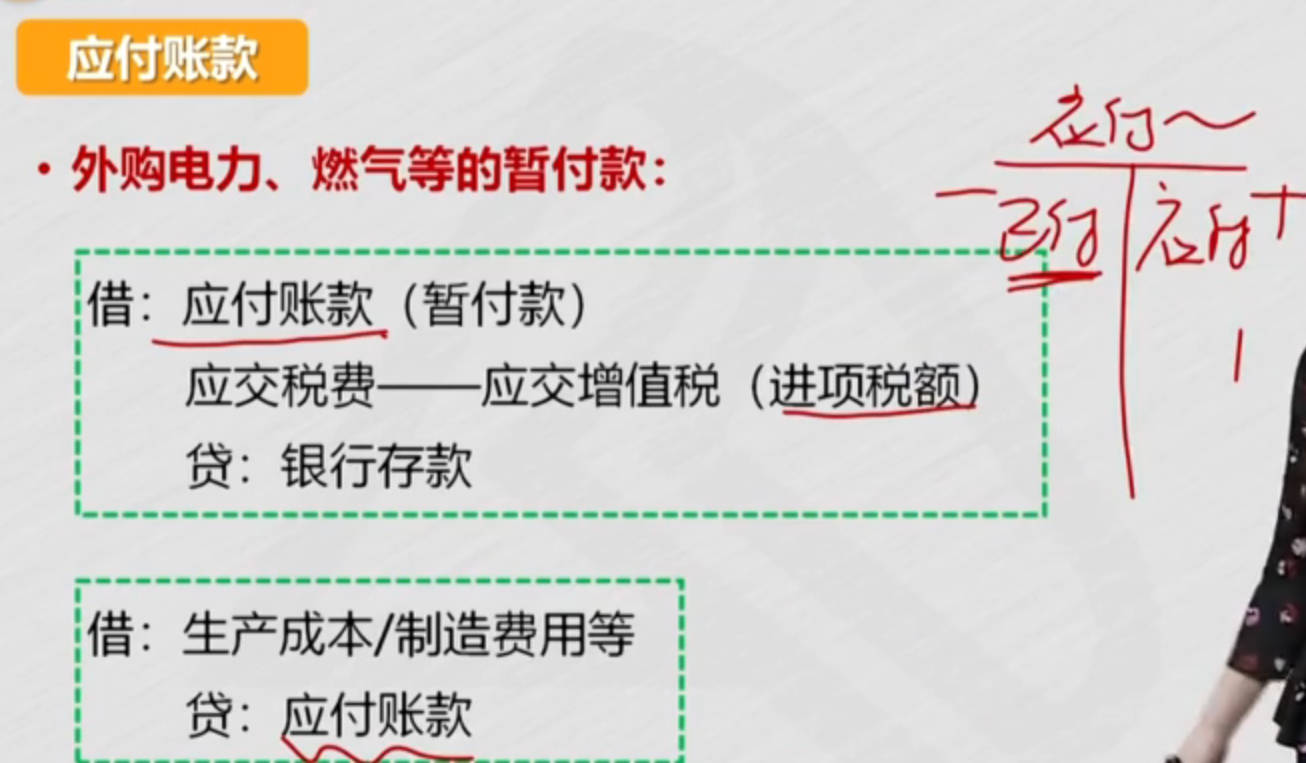 应付账款
• 外购电力、燃气等的暂付款：
应付～
— 已付 应付 +
借：应付账款（暂付款）
应交税费——应交增值税（进项税额）
贷：银行存款
借：生产成本/制造费用等
贷：应付账款